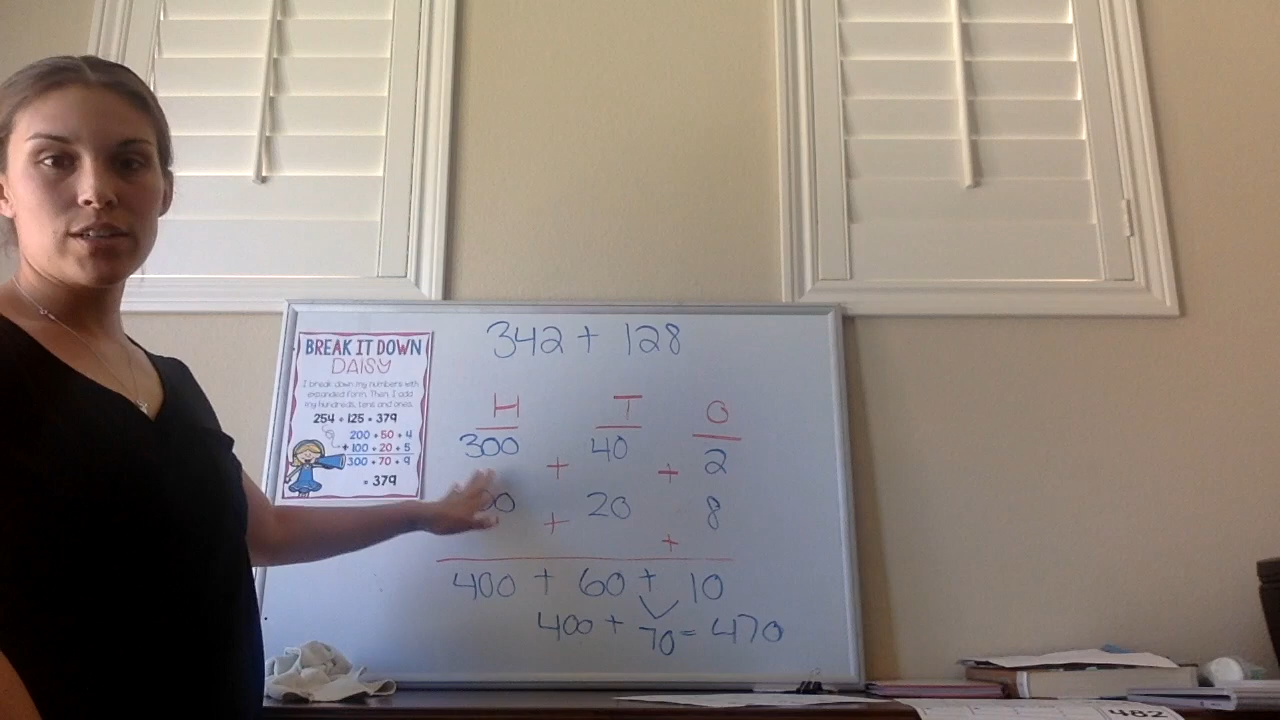 342 + 128
BREAK IT DOWN
DAISY
I break down my numbers with
expanded form. Then I add
my hundreds, tens and ones.
254 + 125 = 379
200 + 50 + 4
+ 100 + 20 + 5
300 + 70 + 9
= 379
H T O
300 + 40 + 2
00 + 20 + 8
400 + 60 + 10
400 + 70 = 470
482